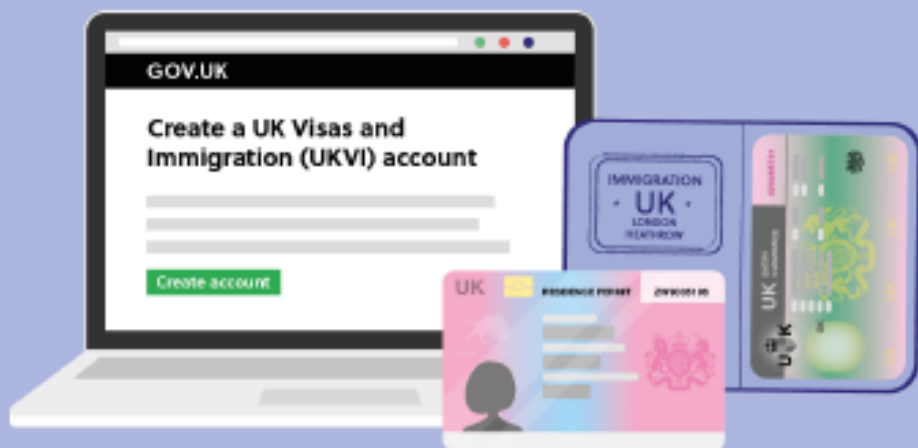 GOV.UK
Create a UK Visas and
Immigration (UKVI) account
Create account
IMMIGRATION
· UK ·
LONDON
HEATHROW
UK
RESIDENCE PERMIT
UK
UK